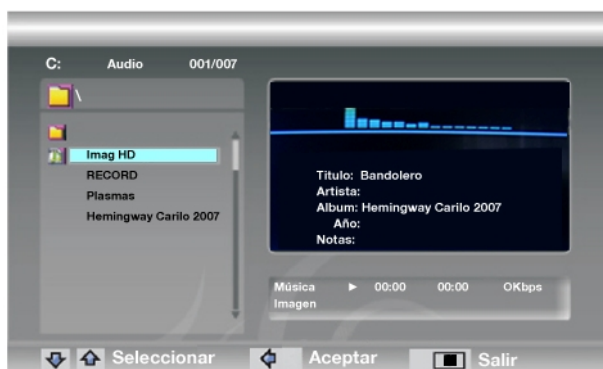 C: Audio 001/007
\
Imag HD
RECORD
Plasmas
Hemingway Carilo 2007
Titulo: Bandolero
Artista:
Album: Hemingway Carilo 2007
Año:
Notas:
Música ► 00:00 00:00 OKbps
Imagen
Seleccionar Aceptar Salir